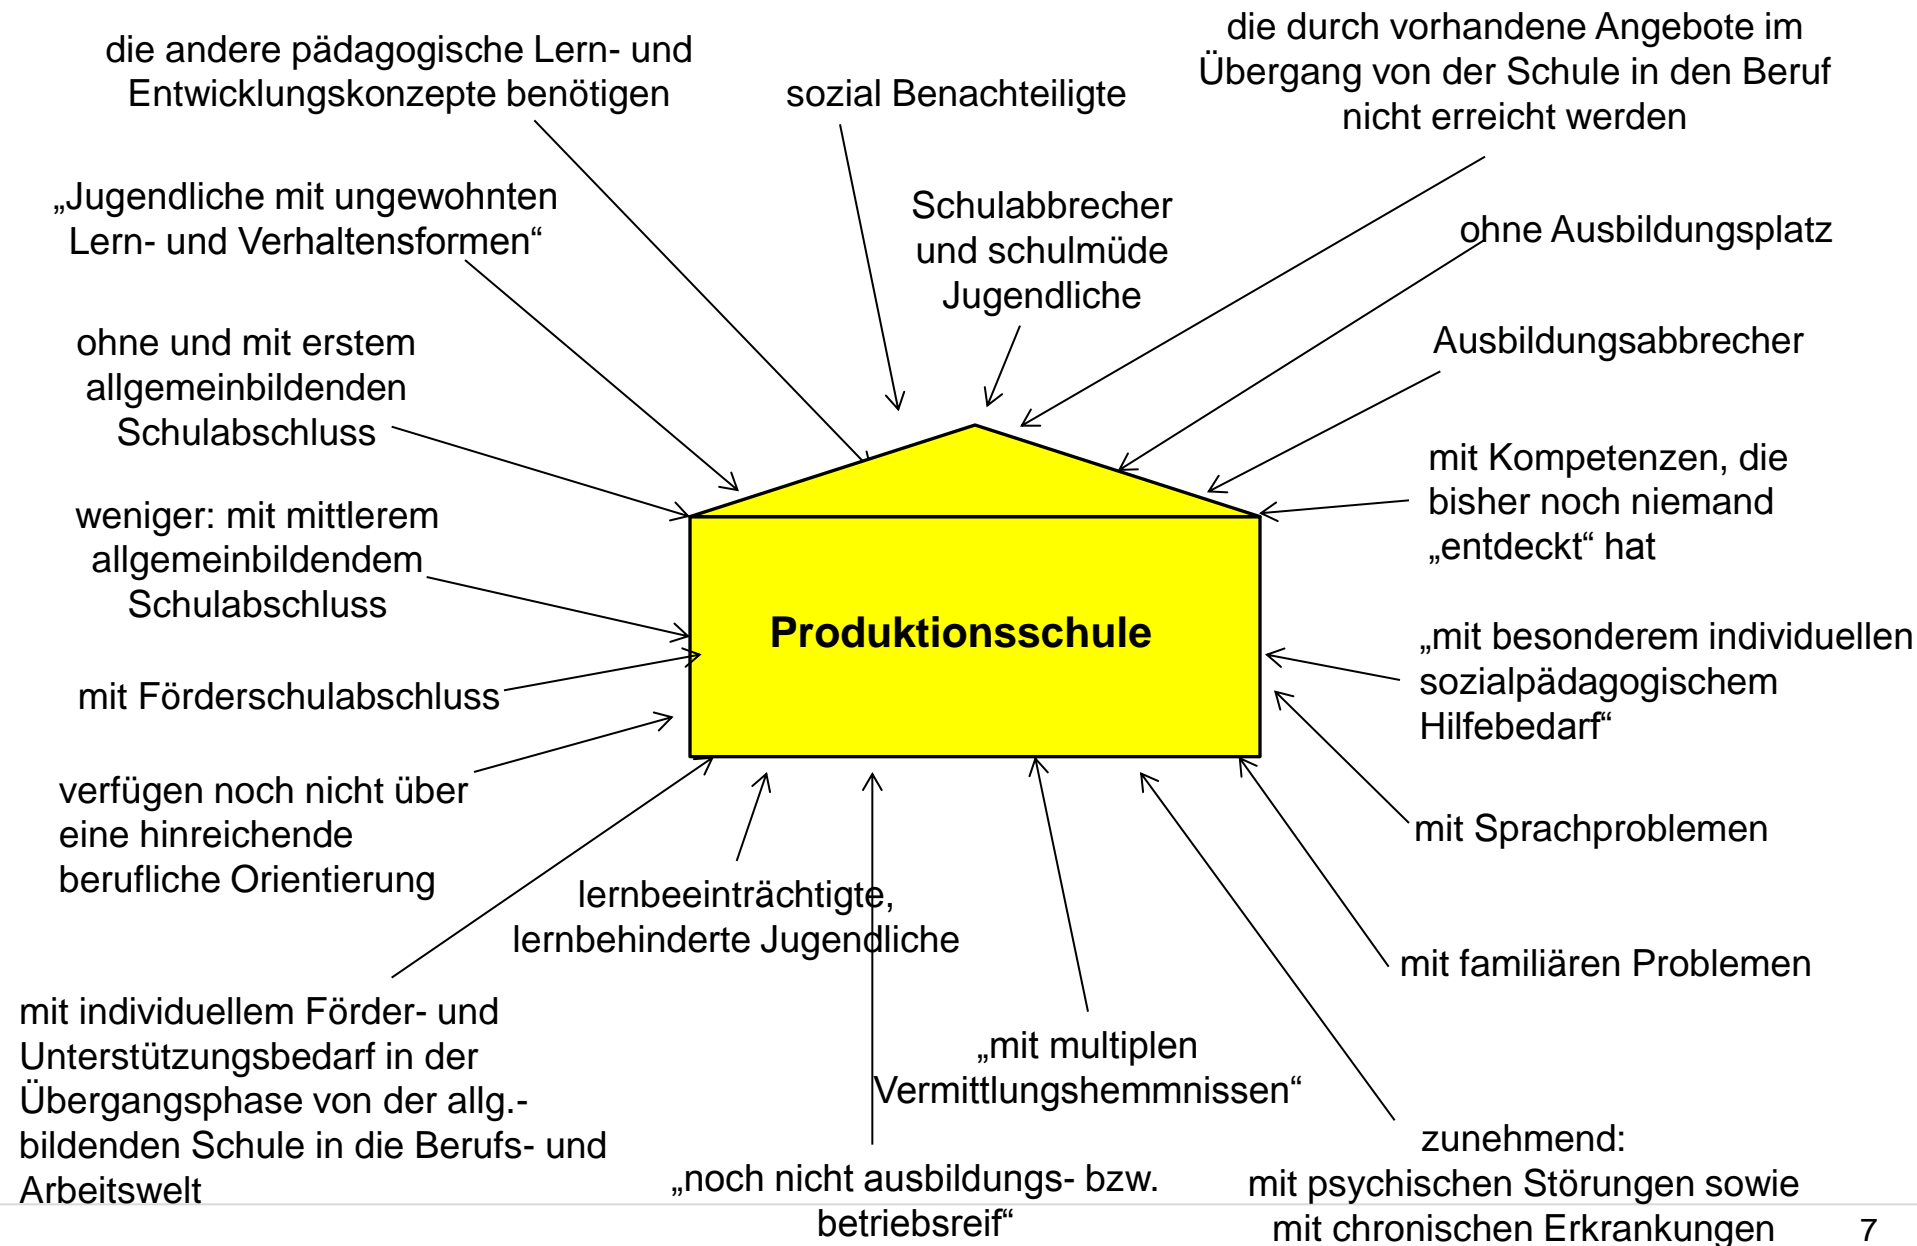 die andere pädagogische Lern- und
Entwicklungskonzepte benötigen
sozial Benachteiligte
die durch vorhandene Angebote im
Übergang von der Schule in den Beruf
nicht erreicht werden
„Jugendliche mit ungewohnten
Lern- und Verhaltensformen“
Schulabbrecher
und schulmüde
Jugendliche
ohne Ausbildungsplatz
ohne und mit erstem
allgemeinbildenden
Schulabschluss
Ausbildungsabbrecher
weniger: mit mittlerem
allgemeinbildendem
Schulabschluss
mit Kompetenzen, die
bisher noch niemand
„entdeckt“ hat
Produktionsschule
mit Förderschulabschluss
„mit besonderem individuellen
sozialpädagogischem
Hilfebedarf“
verfügen noch nicht über
eine hinreichende
berufliche Orientierung
mit Sprachproblemen
lernbeeinträchtigte,
lernbehinderte Jugendliche
mit familiären Problemen
mit individuellem Förder- und
Unterstützungsbedarf in der
Übergangsphase von der allg.-
bildenden Schule in die Berufs- und
Arbeitswelt
„mit multiplen
Vermittlungshemmnissen“
„noch nicht ausbildungs- bzw.
betriebsreif“
zunehmend:
mit psychischen Störungen sowie
mit chronischen Erkrankungen
7